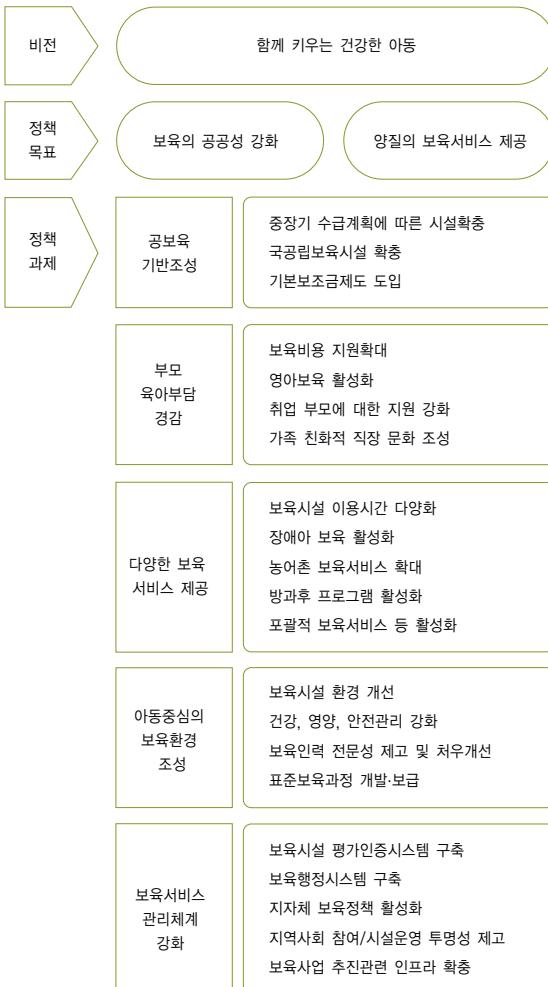 비전
함께 키우는 건강한 아동
정책
목표
보육의 공공성 강화
양질의 보육서비스 제공
정책
과제
공보육
기반조성
중장기 수급계획에 따른 시설확충
국공립보육시설 확충
기본보조금제도 도입
부모
육아부담
경감
보육비용 지원확대
영아보육 활성화
취업 부모에 대한 지원 강화
가족 친화적 직장 문화 조성
다양한 보육
서비스 제공
보육시설 이용시간 다양화
장애아 보육 활성화
농어촌 보육서비스 확대
방과후 프로그램 활성화
포괄적 보육서비스 등 활성화
아동중심의
보육환경
조성
보육시설 환경 개선
건강, 영양, 안전관리 강화
보육인력 전문성 제고 및 처우개선
표준보육과정 개발·보급
보육서비스
관리체계
강화
보육시설 평가인증시스템 구축
보육행정시스템 구축
지자체 보육정책 활성화
지역사회 참여/시설운영 투명성 제고
보육사업 추진관련 인프라 확충